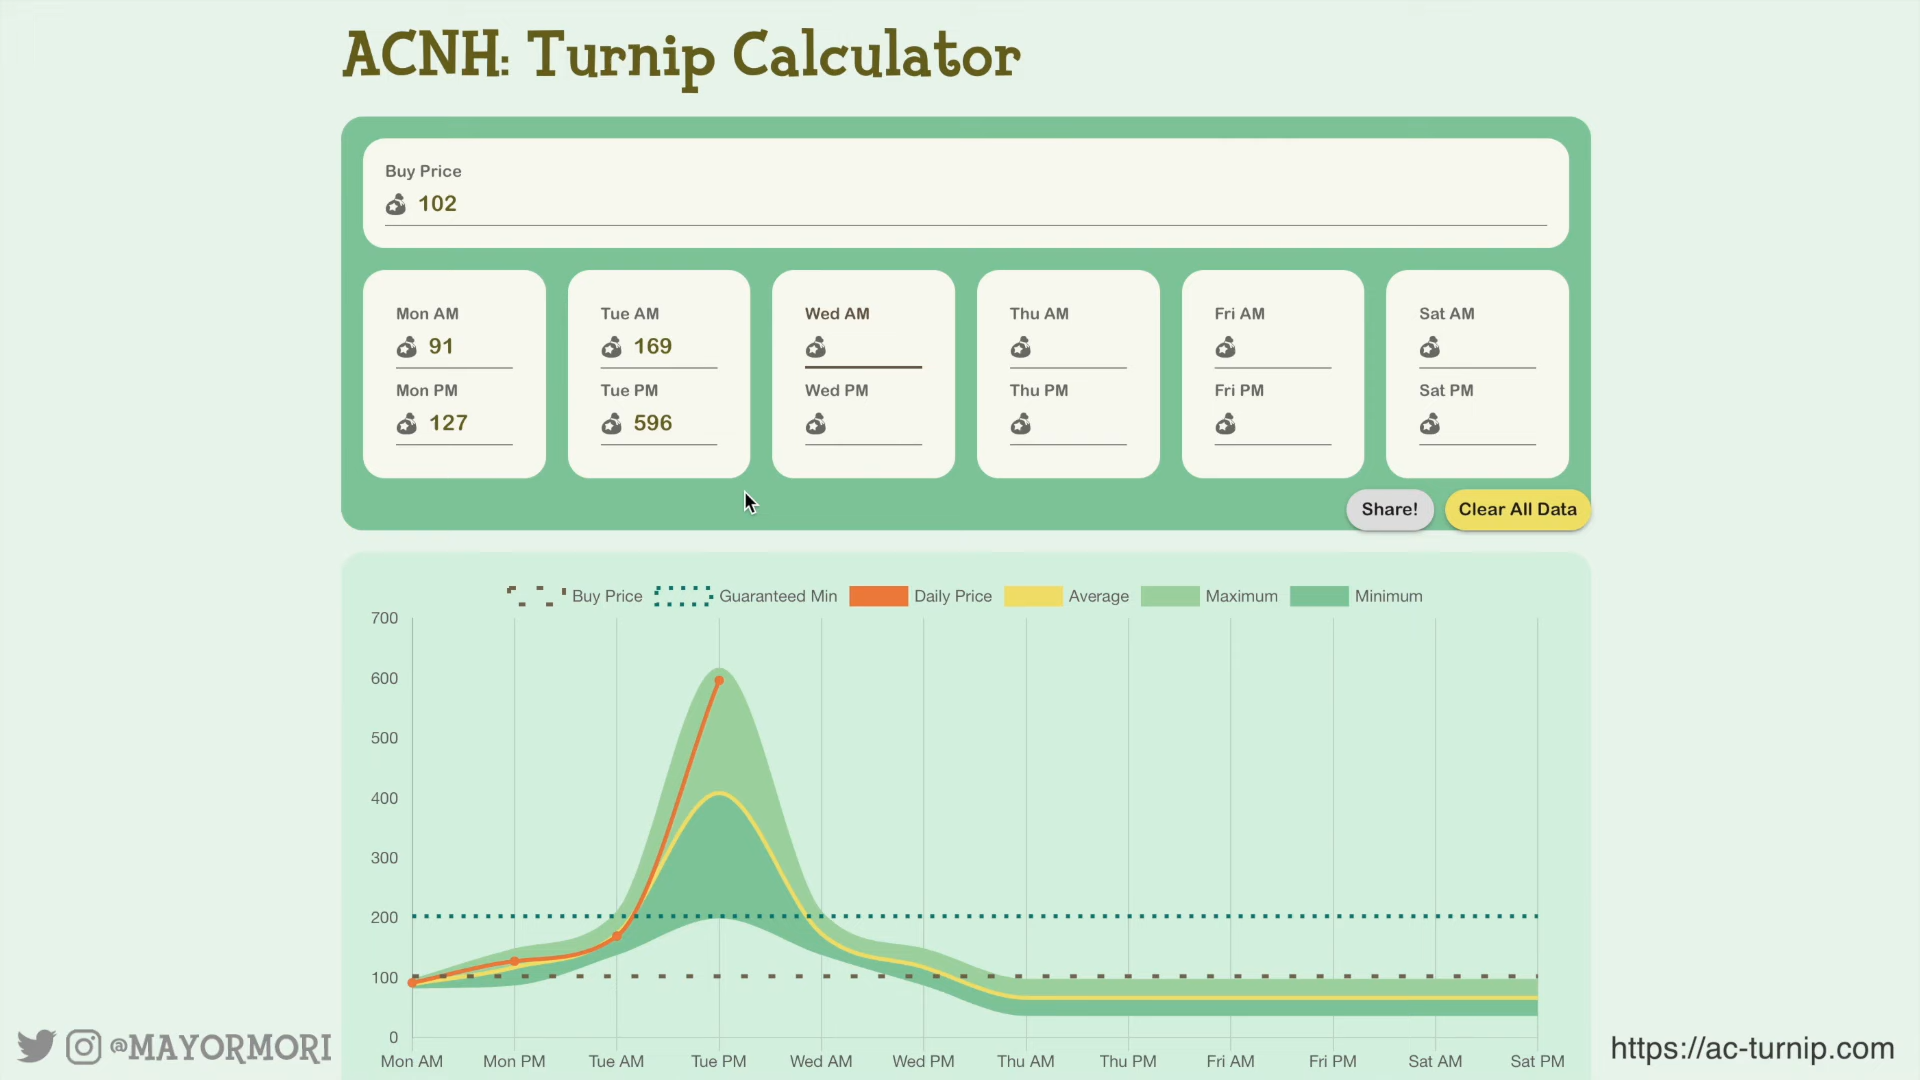 ACNH: Turnip Calculator
Buy Price
102
Mon AM Tue AM Wed AM Thu AM Fri AM Sat AM
91 169
Mon PM Tue PM Wed PM Thu PM Fri PM Sat PM
127 596
Share! Clear All Data
Buy Price Guaranteed Min Daily Price Average Maximum Minimum
700
600
500
400
300
200
100
0
Mon AM Mon PM Tue AM Tue PM Wed AM Wed PM Thu AM Thu PM Fri AM Fri PM Sat AM Sat PM
@MAYORMORI
https://ac-turnip.com